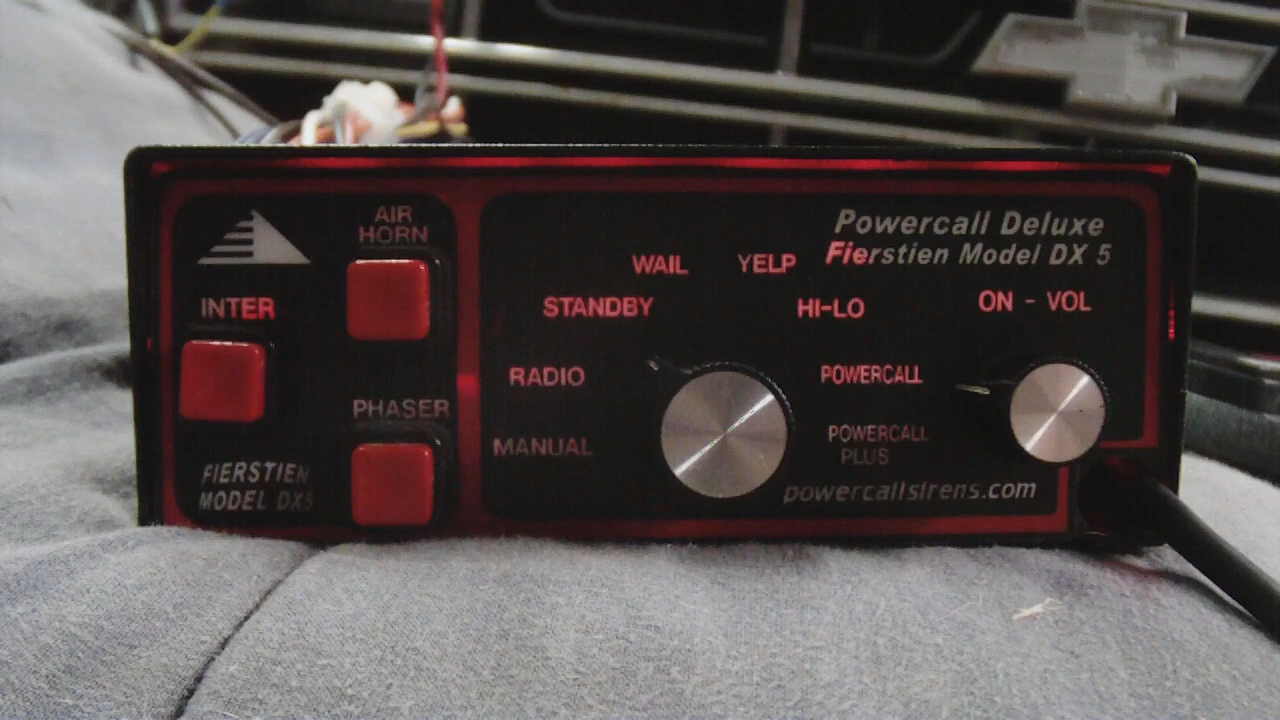 AIR
HORN
INTER
PHASER
FIERSTIEN
MODEL DX5
Powercall Deluxe
Fierstien Model DX 5
WAIL
YELP
STANDBY
HI-LO
ON - VOL
RADIO
POWERCALL
MANUAL
POWERCALL
PLUS
powercallsirens.com